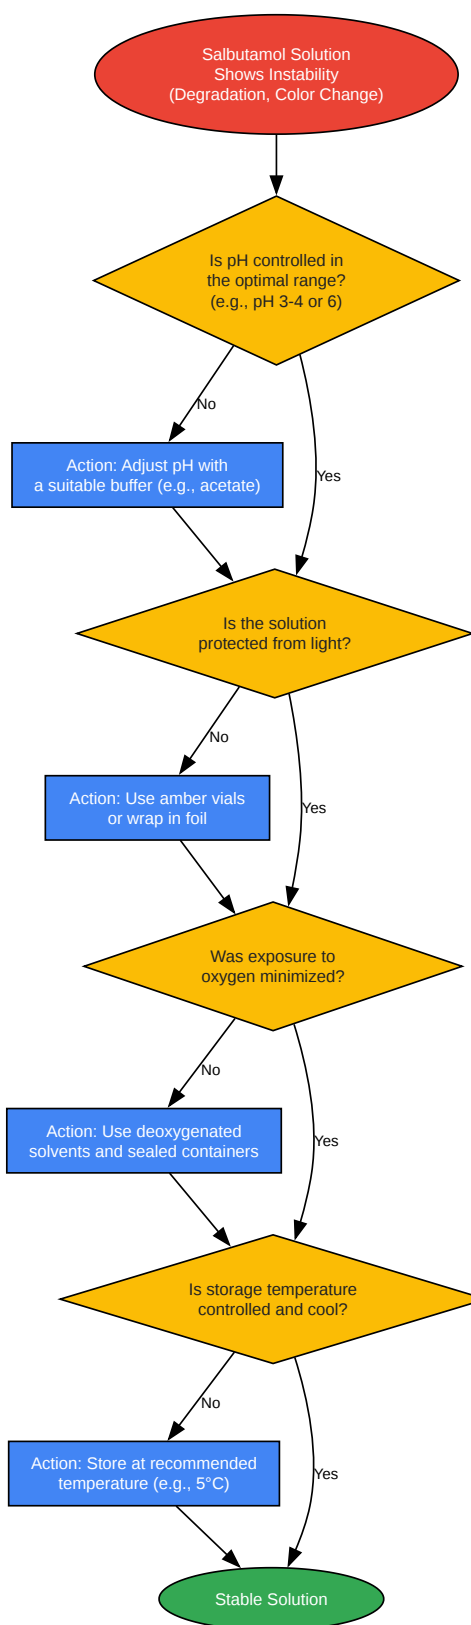 Salbutamol Solution
Shows Instability
(Degradation, Color Change)
Is pH controlled in
the optimal range?
(e.g., pH 3-4 or 6)
No
Yes
Action: Adjust pH with
a suitable buffer (e.g., acetate)
Is the solution
protected from light?
No
Yes
Action: Use amber vials
or wrap in foil
Was exposure to
oxygen minimized?
No
Yes
Action: Use deoxygenated
solvents and sealed containers
Is storage temperature
controlled and cool?
No
Yes
Action: Store at recommended
temperature (e.g., 5°C)
Stable Solution